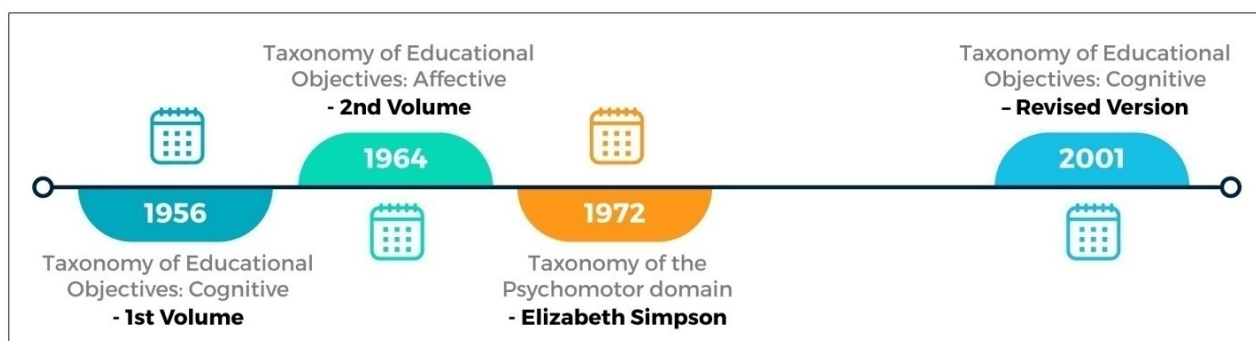 Taxonomy of Educational
Objectives: Affective
- 2nd Volume
Taxonomy of Educational
Objectives: Cognitive
– Revised Version
1964
2001
1956
1972
Taxonomy of Educational
Objectives: Cognitive
- 1st Volume
Taxonomy of the
Psychomotor domain
- Elizabeth Simpson